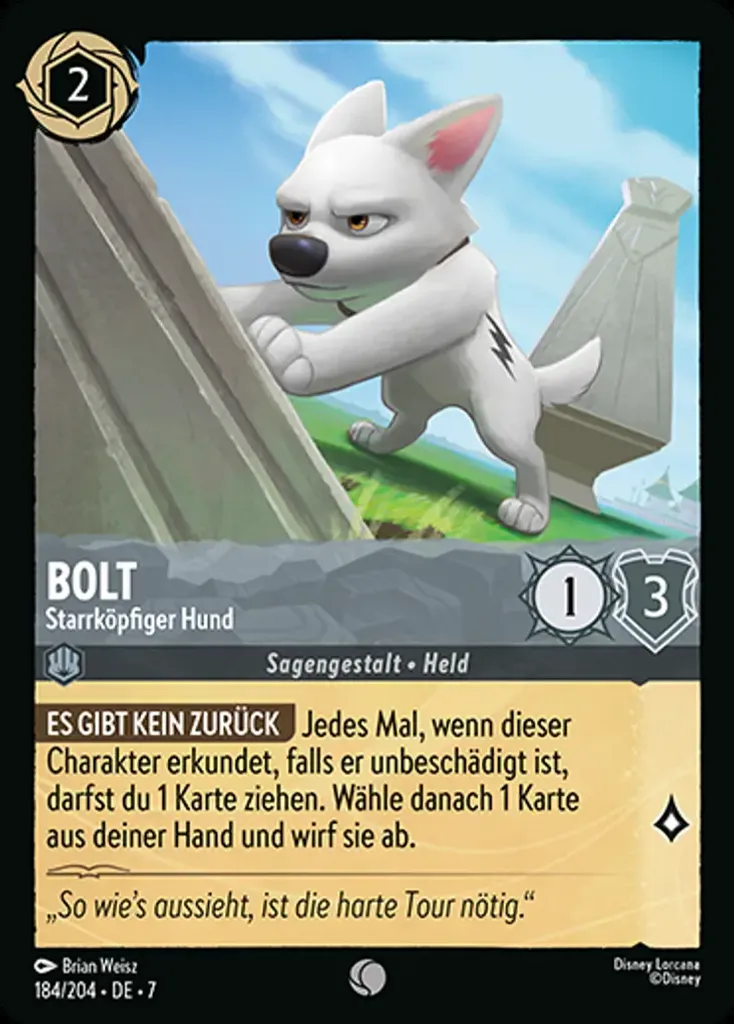 2
BOLT
Starrköpfiger Hund
1
3
Sagengestalt • Held
ES GIBT KEIN ZURÜCK Jedes Mal, wenn dieser
Charakter erkundet, falls er unbeschädigt ist,
darfst du 1 Karte ziehen. Wähle danach 1 Karte
aus deiner Hand und wirf sie ab.
„So wie's aussieht, ist die harte Tour nötig.“
Brian Weisz
Disney Lorcana
184/204 • DE • 7
©Disney